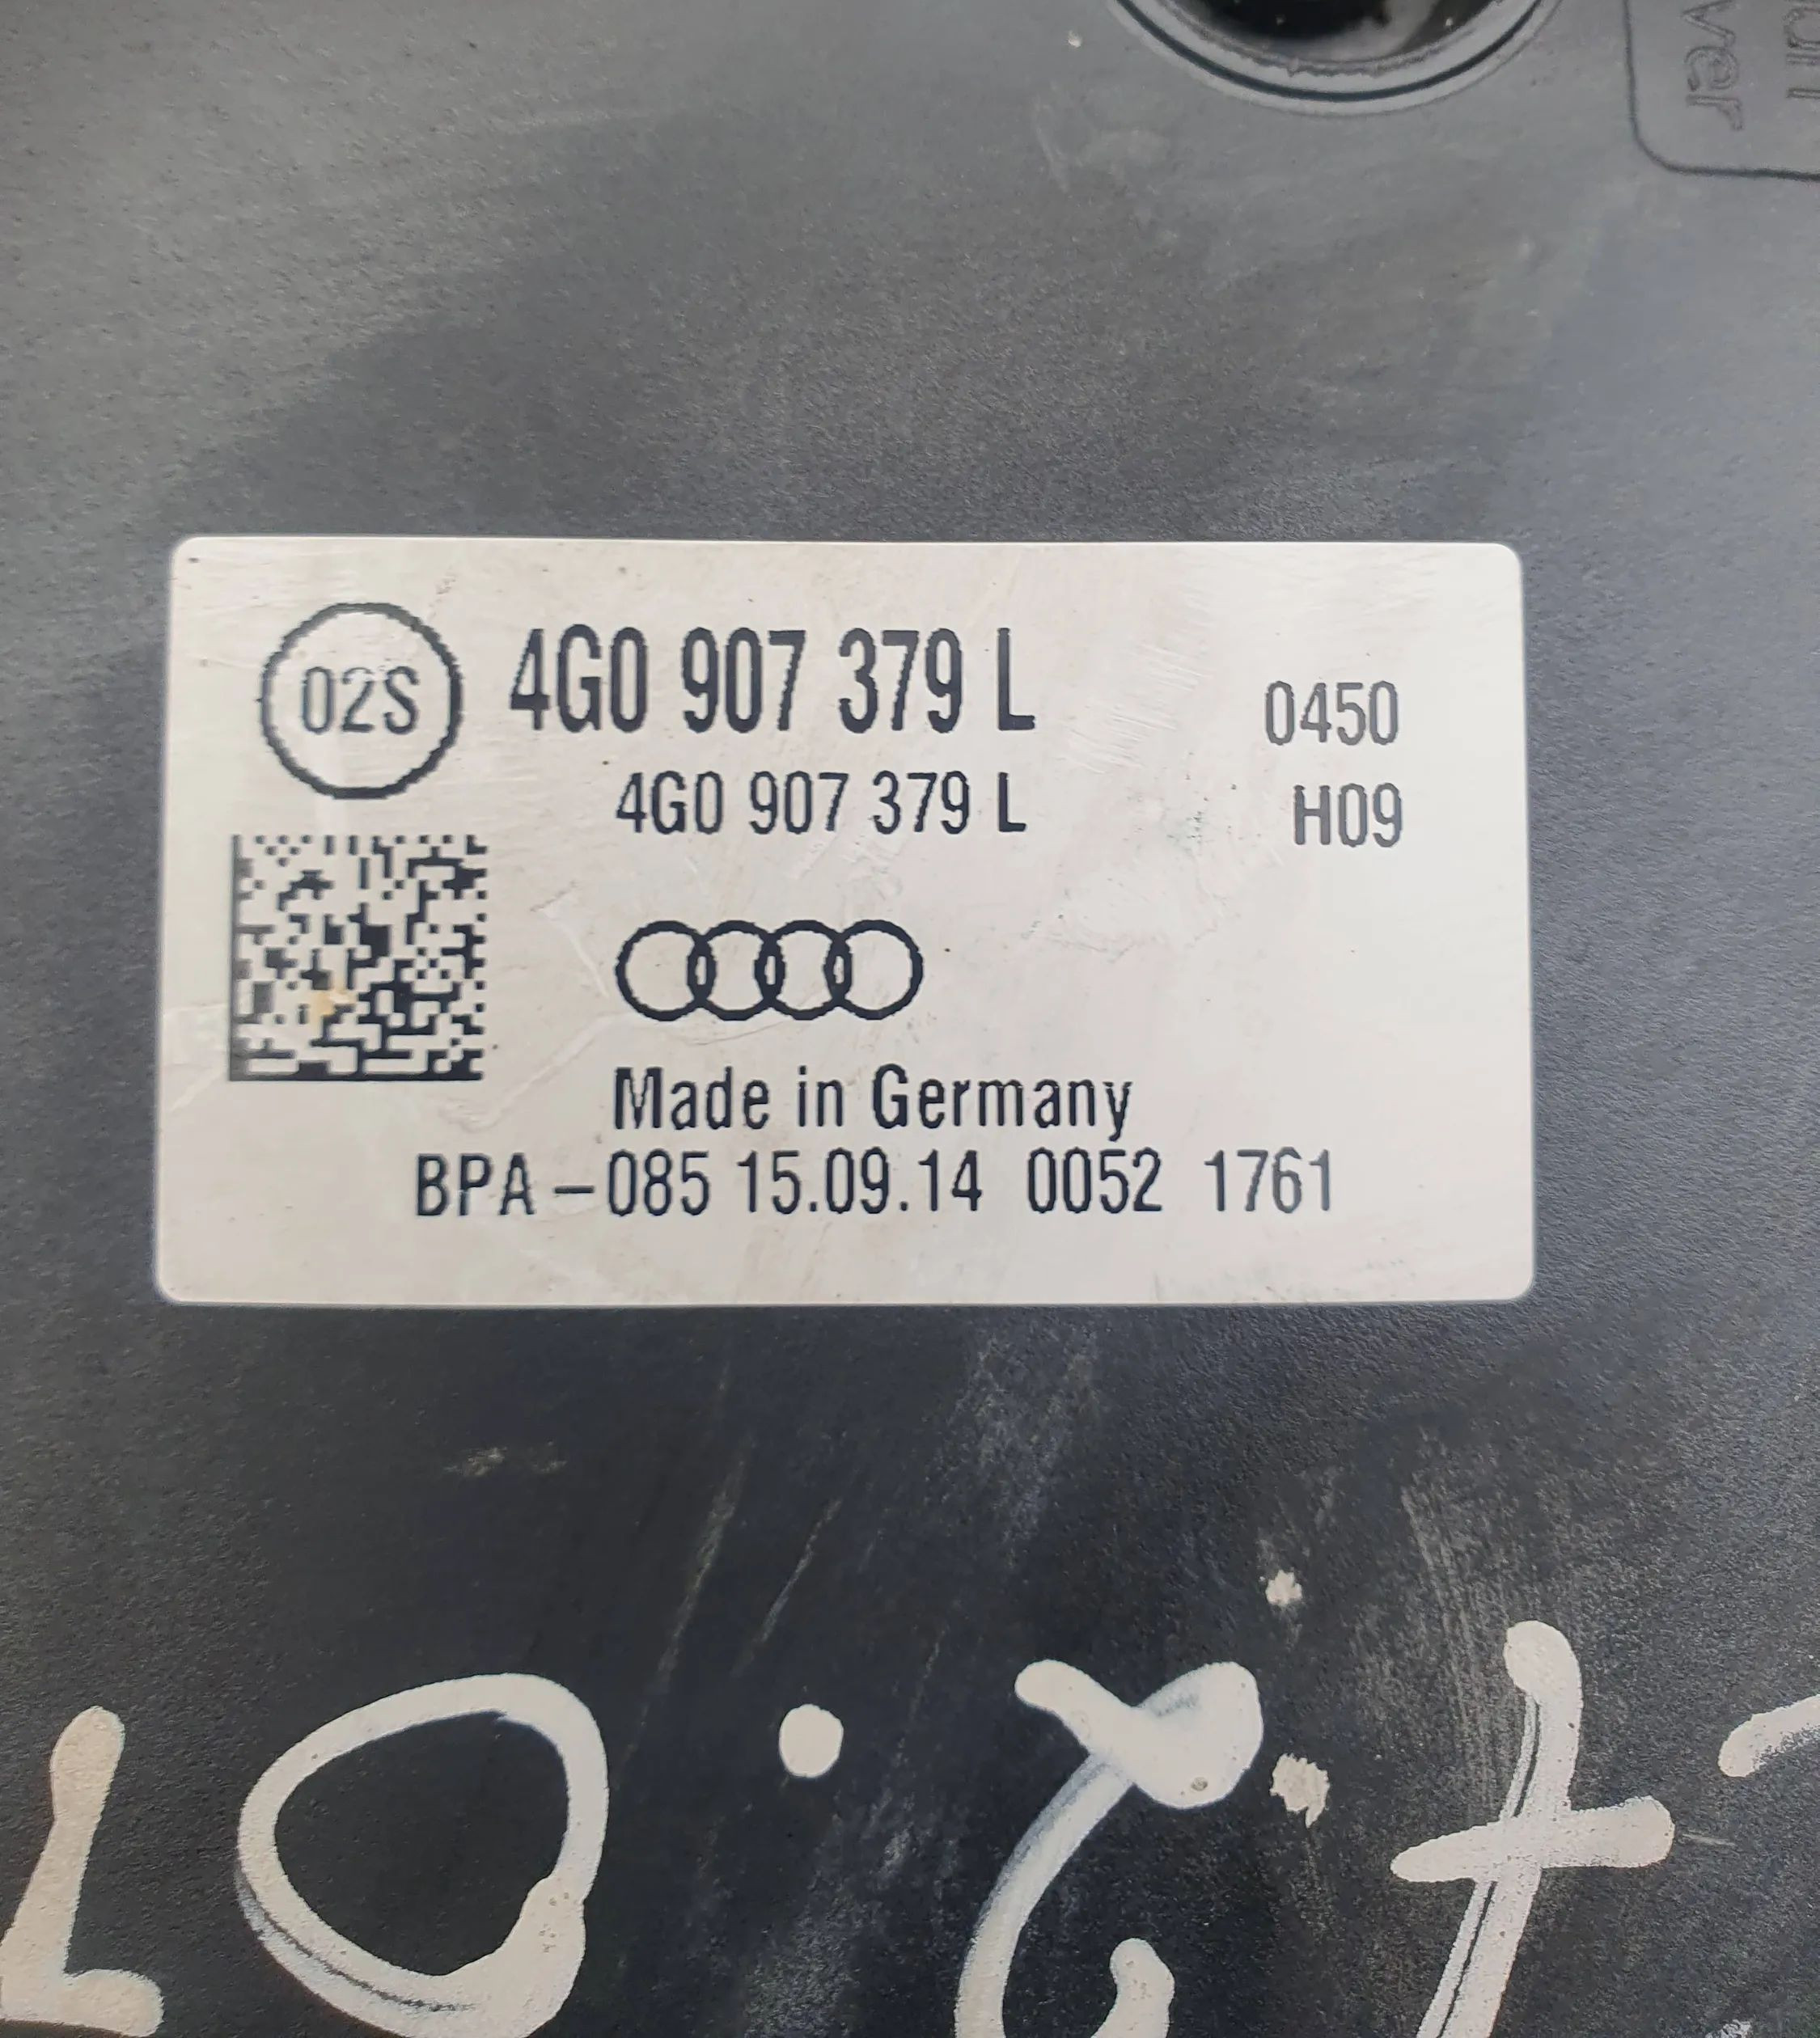 ver
02S
4G0 907 379 L
0450
4G0 907 379 L
H09
Made in Germany
BPA –085 15.09.14 0052 1761